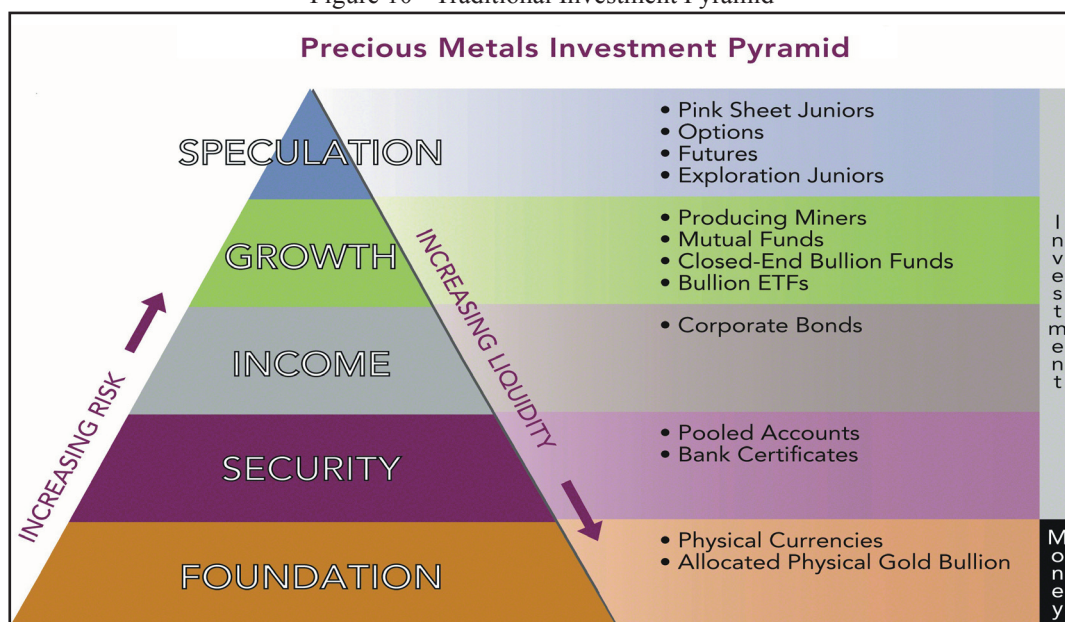 Figure 10 - Traditional Investment Pyramid
Precious Metals Investment Pyramid
SPECULATION
• Pink Sheet Juniors
• Options
• Futures
• Exploration Juniors
GROWTH
• Producing Miners
• Mutual Funds
• Closed-End Bullion Funds
• Bullion ETFs
INCOME
• Corporate Bonds
SECURITY
• Pooled Accounts
• Bank Certificates
FOUNDATION
• Physical Currencies
• Allocated Physical Gold Bullion
INCREASING RISK
INCREASING LIQUIDITY
Investment
Money